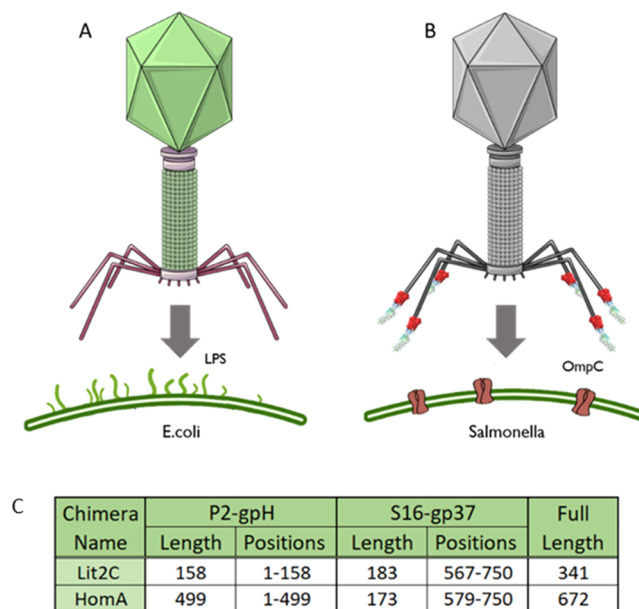 A
B
LPS
OmpC
E.coli
Salmonella
C
Chimera Name P2-gpH S16-gp37 Full Length
Length Positions Length Positions
Lit2C 158 1-158 183 567-750 341
HomA 499 1-499 173 579-750 672